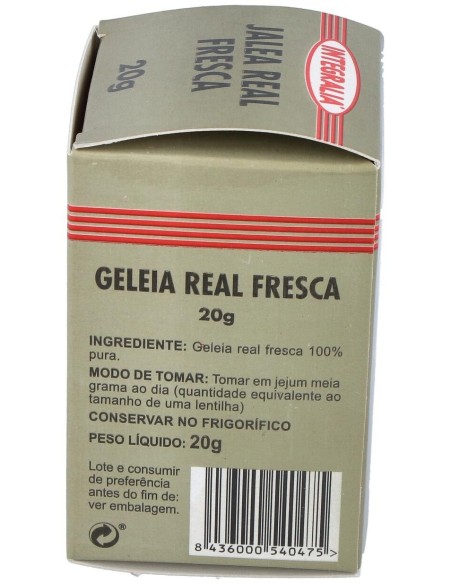 JALEA REAL
FRESCA
20g
INTEGRALIA
GELEIA REAL FRESCA
20g
INGREDIENTE: Geleia real fresca 100%
pura.
MODO DE TOMAR: Tomar em jejum meia
grama ao día (quantidade equivalente ao
tamanho de uma lentilha)
CONSERVAR NO FRIGORÍFICO
PESO LÍQUIDO: 20g
Lote e consumir
de preferência
antes do fim de:
ver embalagem.
8 436000 540475 >